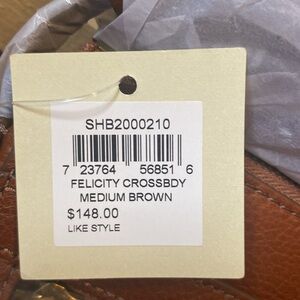 SHB2000210
7 23764 56851 6
FELICITY CROSSBDY
MEDIUM BROWN
$148.00
LIKE STYLE